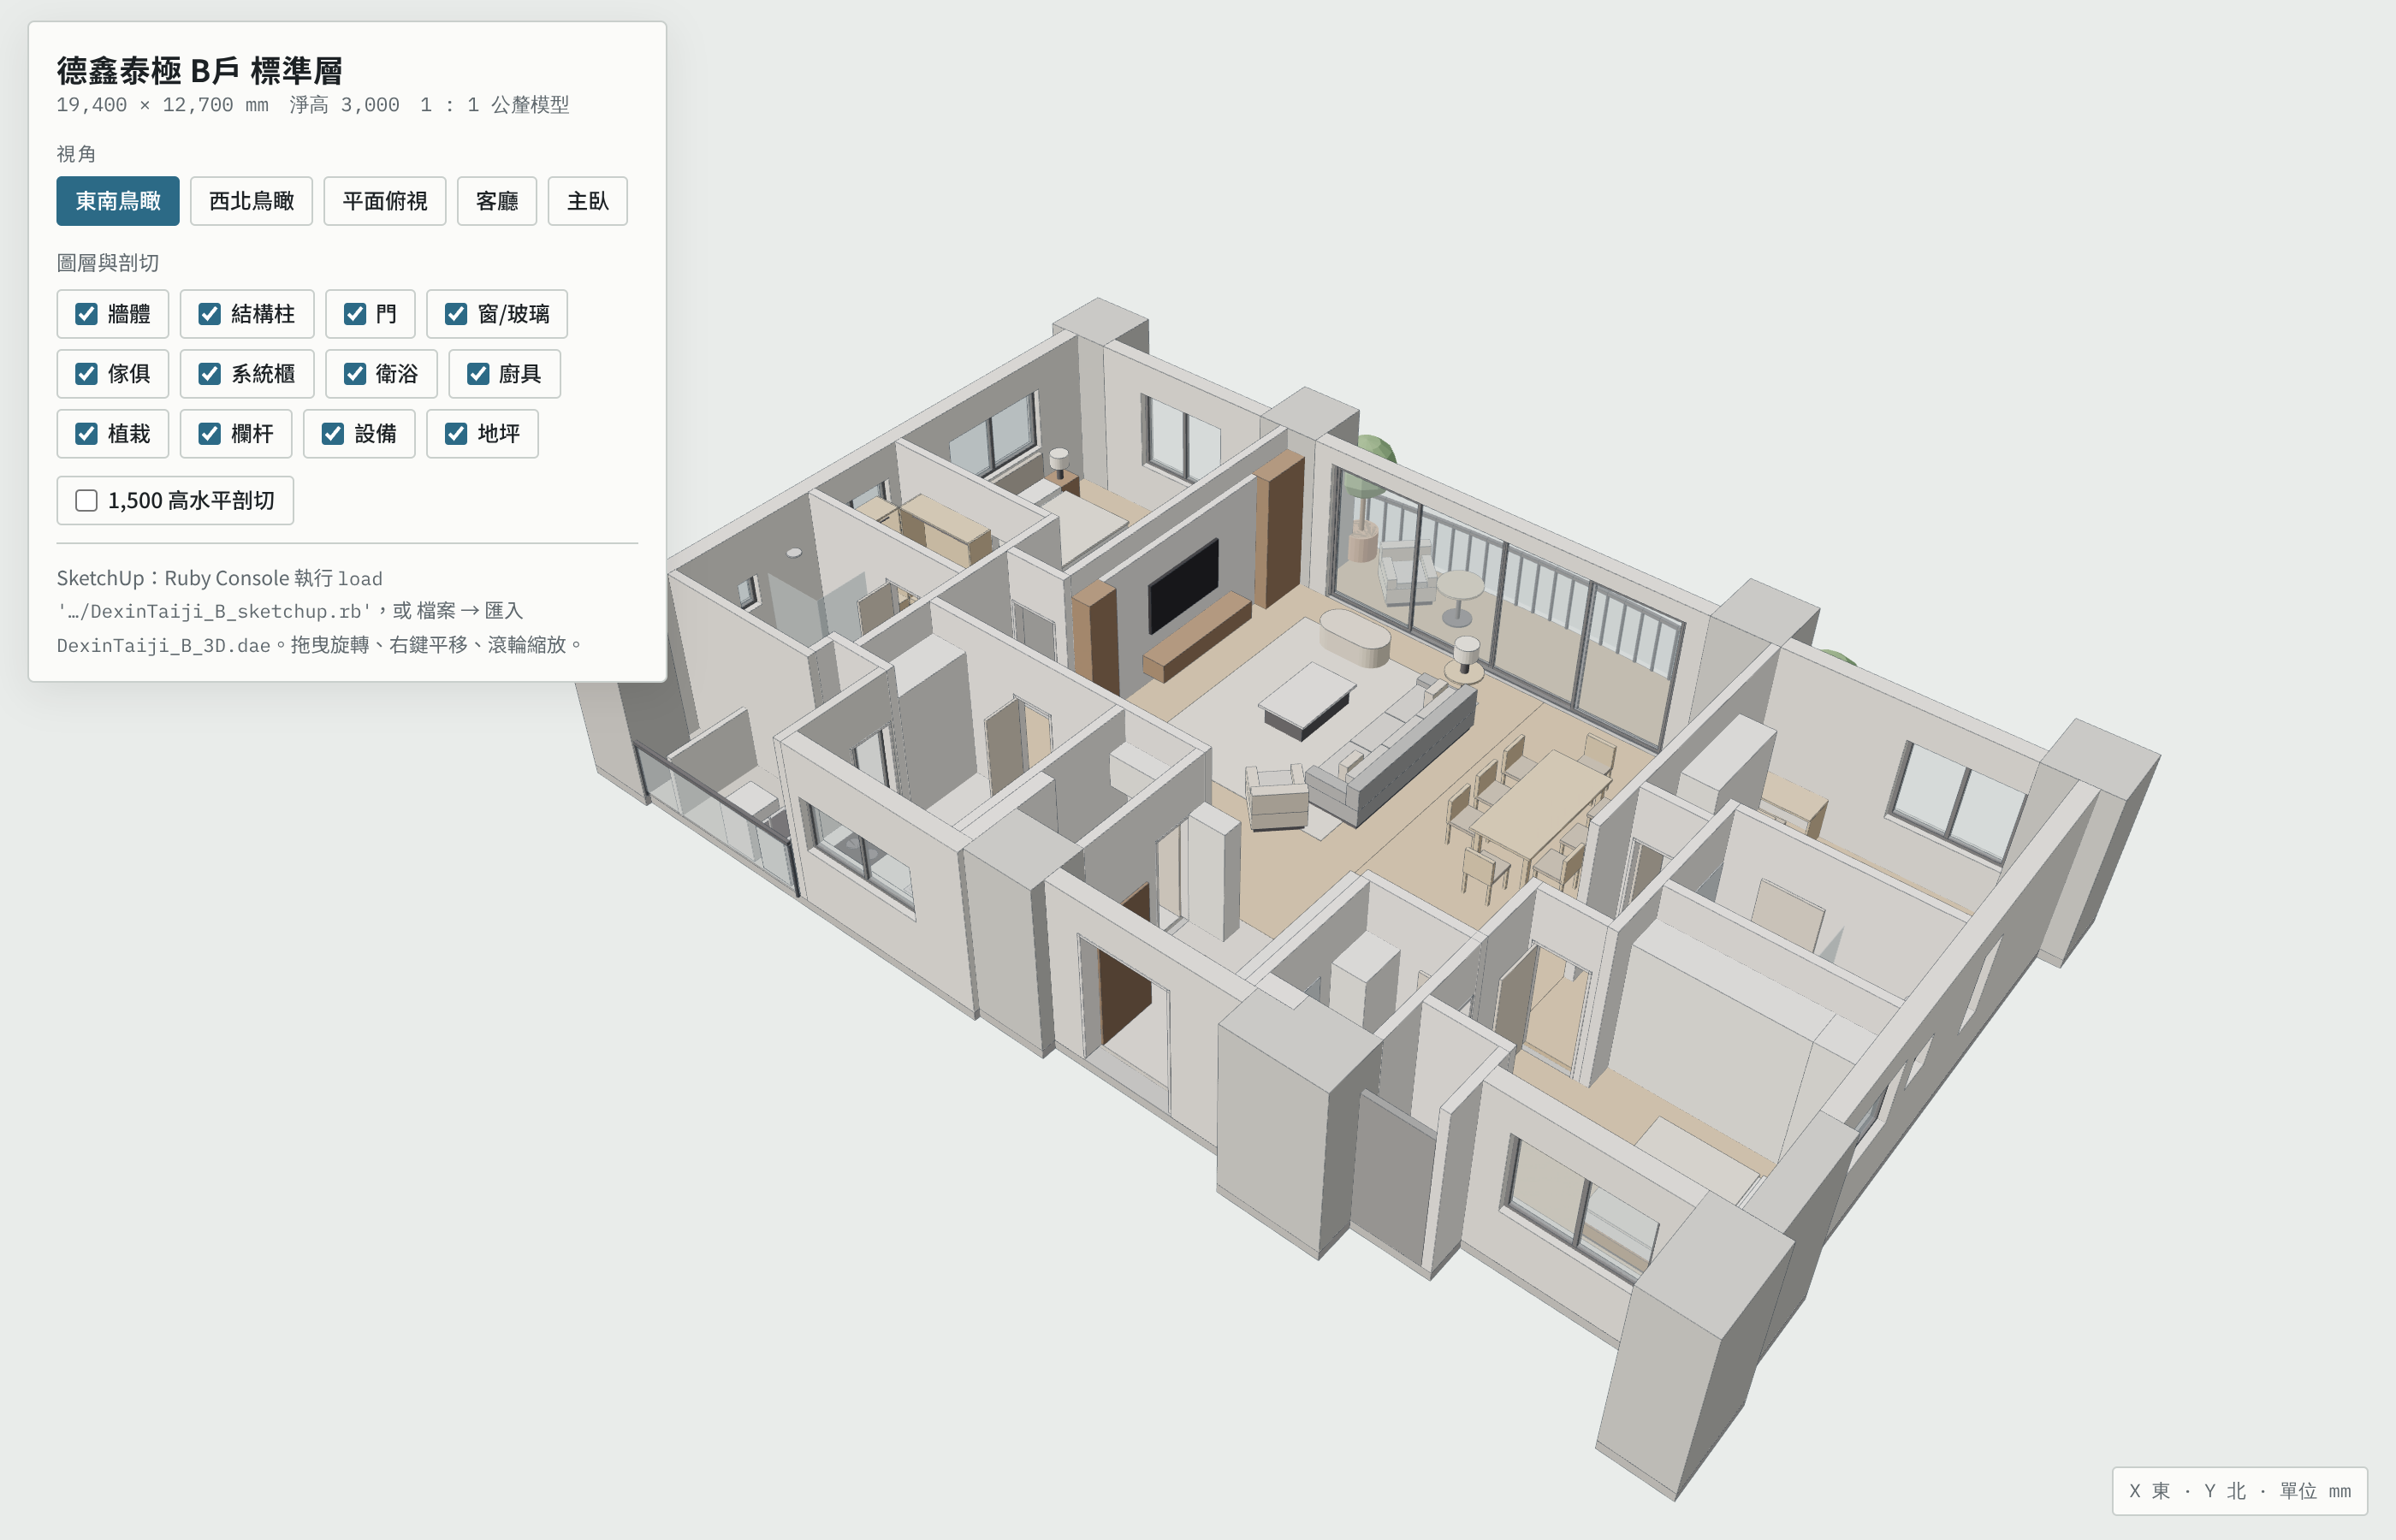 德鑫泰極 B戶 標準層
19,400 × 12,700 mm 淨高 3,000 1 : 1 公釐模型
視角
東南鳥瞰 西北鳥瞰 平面俯視 客廳 主臥
圖層與剖切
牆體 結構柱 門 窗/玻璃
傢俱 系統櫃 衛浴 廚具
植栽 欄杆 設備 地坪
1,500 高水平剖切
SketchUp：Ruby Console 執行 load
'…/DexinTaiji_B_sketchup.rb'，或 檔案 → 匯入
DexinTaiji_B_3D.dae。拖曳旋轉、右鍵平移、滾輪縮放。
X 東 · Y 北 · 單位 mm